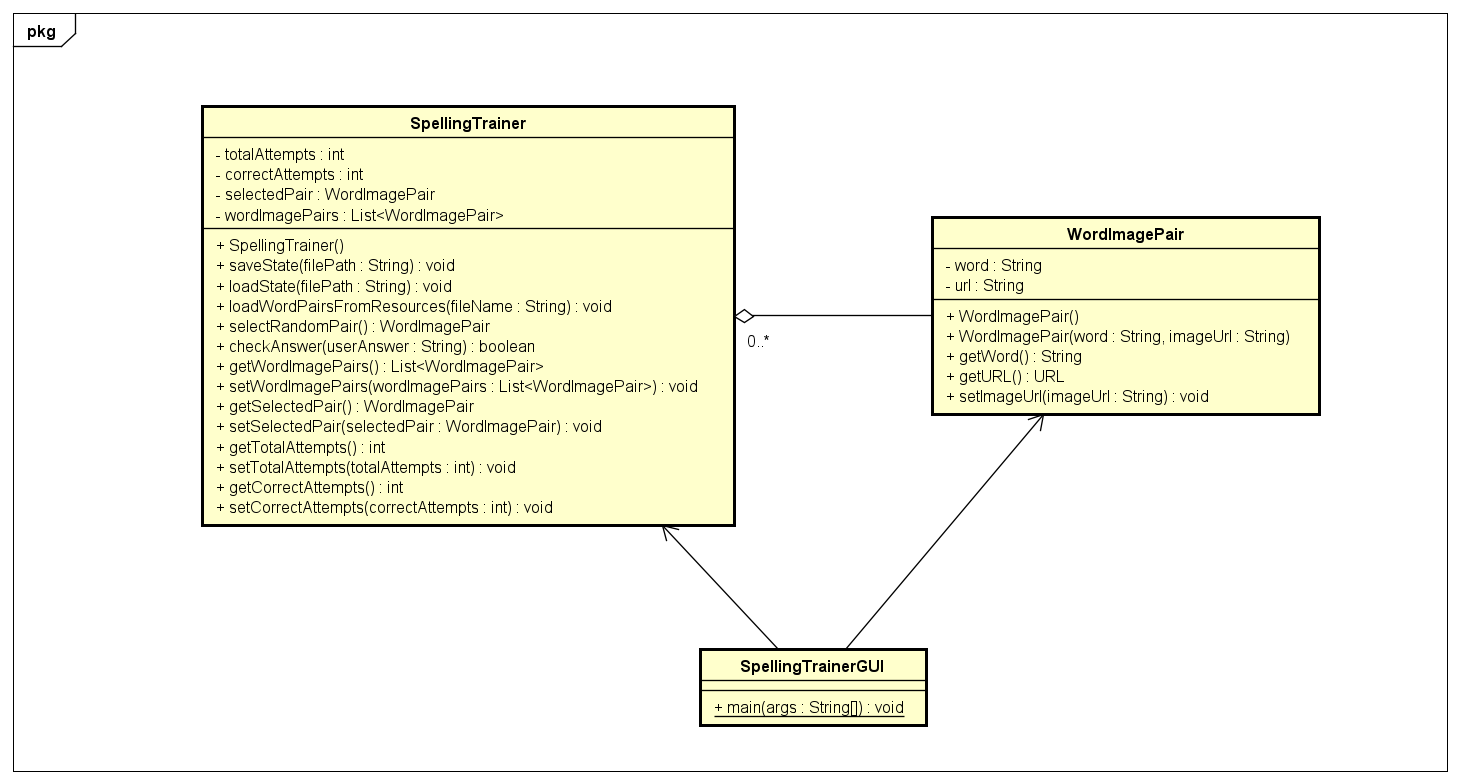 pkg
SpellingTrainer
- totalAttempts : int
- correctAttempts : int
- selectedPair : WordImagePair
- wordImagePairs : List<WordImagePair>
+ SpellingTrainer()
+ saveState(filePath : String) : void
+ loadState(filePath : String) : void
+ loadWordPairsFromResources(fileName : String) : void
+ selectRandomPair() : WordImagePair
+ checkAnswer(userAnswer : String) : boolean
+ getWordImagePairs() : List<WordImagePair>
+ setWordImagePairs(wordImagePairs : List<WordImagePair>) : void
+ getSelectedPair() : WordImagePair
+ setSelectedPair(selectedPair : WordImagePair) : void
+ getTotalAttempts() : int
+ setTotalAttempts(totalAttempts : int) : void
+ getCorrectAttempts() : int
+ setCorrectAttempts(correctAttempts : int) : void
0..*
WordImagePair
- word : String
- url : String
+ WordImagePair()
+ WordImagePair(word : String, imageUrl : String)
+ getWord() : String
+ getURL() : URL
+ setImageUrl(imageUrl : String) : void
SpellingTrainerGUI
+ main(args : String[]) : void